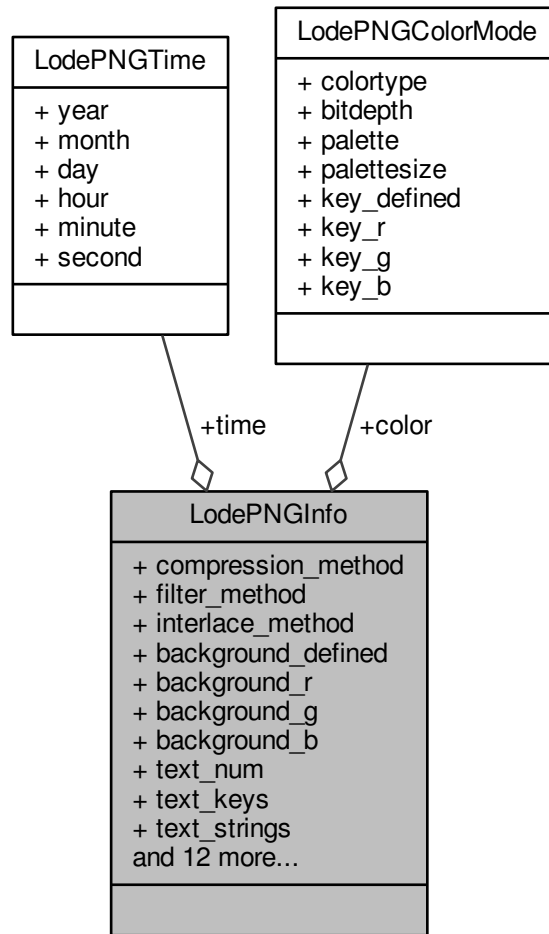 LodePNGTime
+ year
+ month
+ day
+ hour
+ minute
+ second
LodePNGColorMode
+ colortype
+ bitdepth
+ palette
+ palettesize
+ key_defined
+ key_r
+ key_g
+ key_b
+time
+color
LodePNGInfo
+ compression_method
+ filter_method
+ interlace_method
+ background_defined
+ background_r
+ background_g
+ background_b
+ text_num
+ text_keys
+ text_strings
and 12 more...